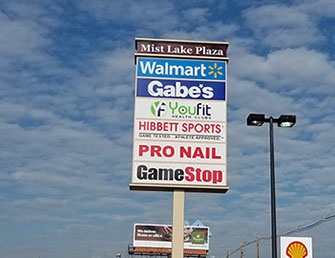 Mist Lake Plaza
Walmart
Gabe's
YouFit
HEALTH CLUBS
HIBBETT SPORTS
GAME TESTED. ATHLETE APPROVED.
PRO NAIL
GameStop